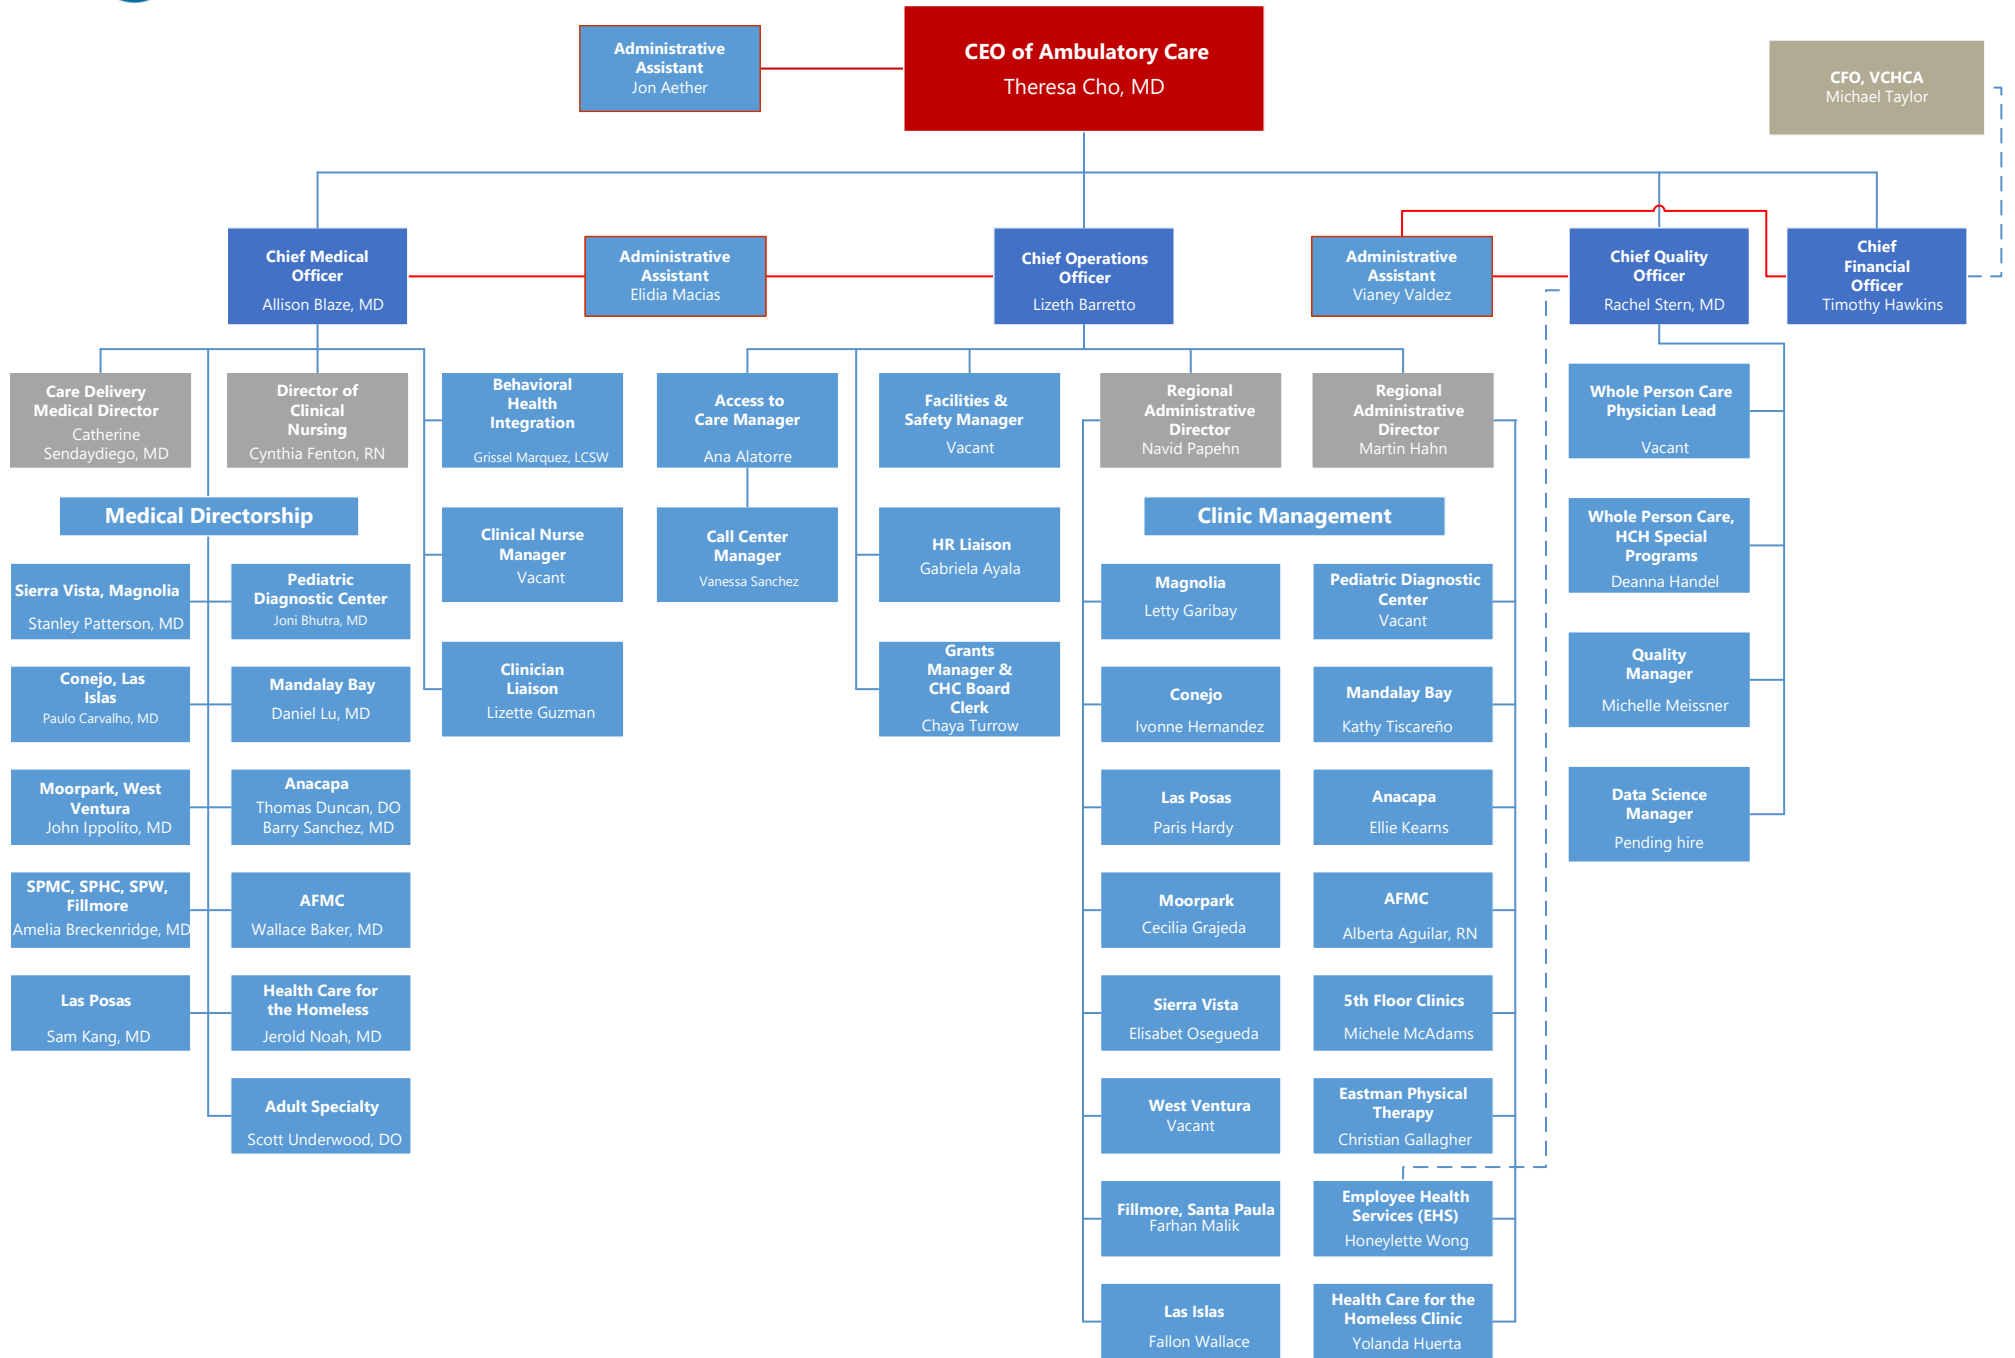 Administrative
Assistant
Jon Aether
CEO of Ambulatory Care
Theresa Cho, MD
CFO, VCHCA
Michael Taylor
Chief Medical
Officer
Allison Blaze, MD
Administrative
Assistant
Elidia Macias
Chief Operations
Officer
Lizeth Barretto
Administrative
Assistant
Vianey Valdez
Chief Quality
Officer
Rachel Stern, MD
Chief
Financial
Officer
Timothy Hawkins
Care Delivery
Medical Director
Catherine
Sendaydiego, MD
Director of
Clinical
Nursing
Cynthia Fenton, RN
Behavioral
Health
Integration
Grissel Marquez, LCSW
Access to
Care Manager
Ana Alatorre
Facilities &
Safety Manager
Vacant
Regional
Administrative
Director
Navid Papehn
Regional
Administrative
Director
Martin Hahn
Whole Person Care
Physician Lead
Vacant
Medical Directorship
Clinical Nurse
Manager
Vacant
Call Center
Manager
Vanessa Sanchez
HR Liaison
Gabriela Ayala
Clinic Management
Whole Person Care,
HCH Special
Programs
Deanna Handel
Sierra Vista, Magnolia
Stanley Patterson, MD
Pediatric
Diagnostic Center
Joni Bhutra, MD
Clinician
Liaison
Lizette Guzman
Grants
Manager &
CHC Board
Clerk
Chaya Turrow
Magnolia
Letty Garibay
Pediatric Diagnostic
Center
Vacant
Quality
Manager
Michelle Meissner
Conejo, Las
Islas
Paulo Carvalho, MD
Mandalay Bay
Daniel Lu, MD
Conejo
Ivonne Hernandez
Mandalay Bay
Kathy Tiscareño
Data Science
Manager
Pending hire
Moorpark, West
Ventura
John Ippolito, MD
Anacapa
Thomas Duncan, DO
Barry Sanchez, MD
Las Posas
Paris Hardy
Anacapa
Ellie Kearns
SPMC, SPHC, SPW,
Fillmore
Amelia Breckenridge, MD
AFMC
Wallace Baker, MD
Moorpark
Cecilia Grajeda
AFMC
Alberta Aguilar, RN
Las Posas
Sam Kang, MD
Health Care for
the Homeless
Jerold Noah, MD
Sierra Vista
Elisabet Osegueda
5th Floor Clinics
Michele McAdams
Adult Specialty
Scott Underwood, DO
West Ventura
Vacant
Eastman Physical
Therapy
Christian Gallagher
Fillmore, Santa Paula
Farhan Malik
Employee Health
Services (EHS)
Honeylette Wong
Las Islas
Fallon Wallace
Health Care for the
Homeless Clinic
Yolanda Huerta